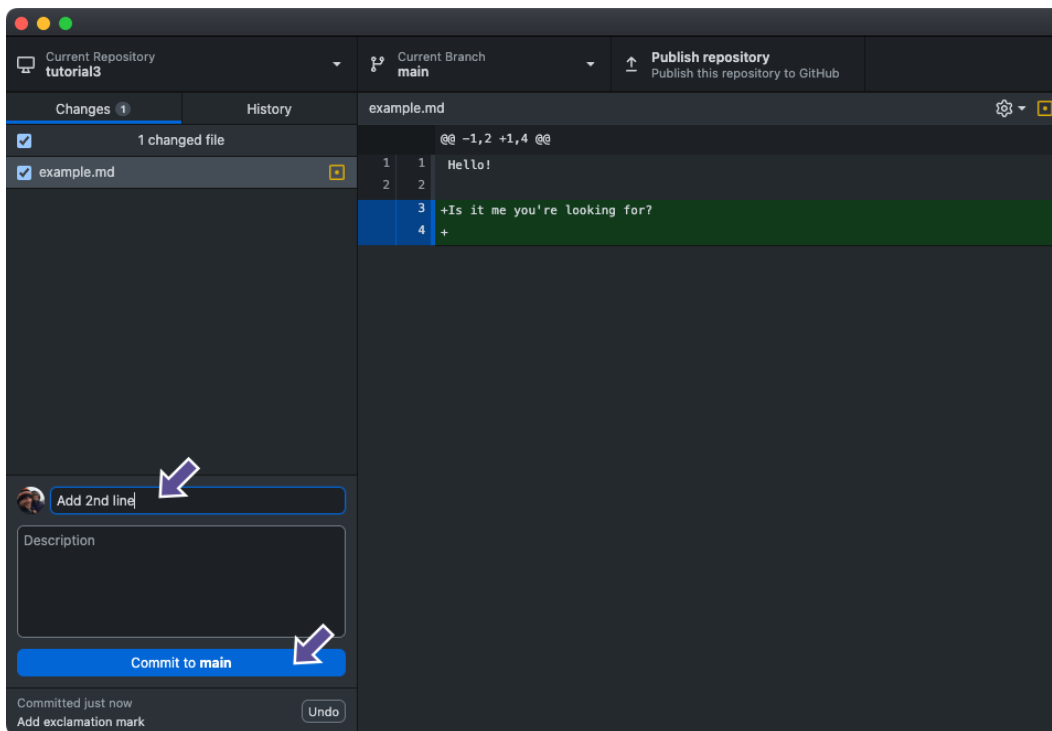 Current Repository
tutorial3
Current Branch
main
Publish repository
Publish this repository to GitHub
Changes 1
History
1 changed file
example.md
example.md
@@ -1,2 +1,4 @@
1 1 Hello!
2 2
3 +Is it me you're looking for?
4 +
Add 2nd line
Description
Commit to main
Committed just now
Add exclamation mark
Undo